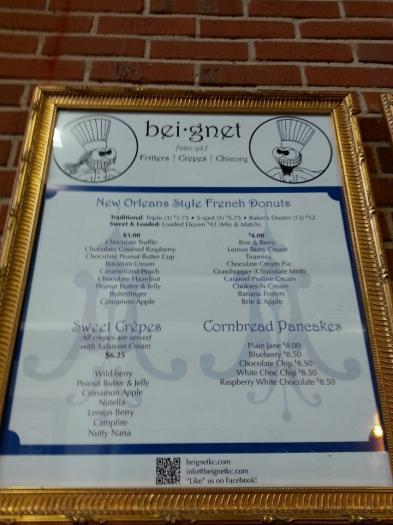 bei•gnet
/bān-yā/
Fritters ¦ Crepes ¦ Chicory
New Orleans Style French Donuts
Traditional: Triple (3) $3.75 • 5-spot (5) $5.75 • Baker's Dozen (13) $12
Sweet & Loaded: Loaded Dozen $42 (Mix & Match)
$3.00
Chocolate Truffle
Chocolate Covered Raspberry
Chocolate Peanut Butter Cup
Bavarian Cream
Caramelized Peach
Chocolate Hazelnut
Peanut Butter & Jelly
Butterfinger
Cinnamon Apple
$4.00
Brie & Berry
Lemon Berry Cream
Tiramisu
Chocolate Cream Pie
Grasshopper (Chocolate Mint)
Caramel Praline Cream
Cookies-N-Cream
Banana Fosters
Brie & Apple
Sweet Crêpes
All crepes are served
with Sabayon Cream
$6.25
Wild-berry
Peanut Butter & Jelly
Cinnamon Apple
Nutella
Lemon Berry
Campfire
Nutty Nana
Cornbread Pancakes
Plain Jane $8.00
Blueberry $8.50
Chocolate Chip $8.50
White Choc Chip $8.50
Raspberry White Chocolate $8.50
beignetkc.com
info@beignetkc.com
"Like" us on Facebook!